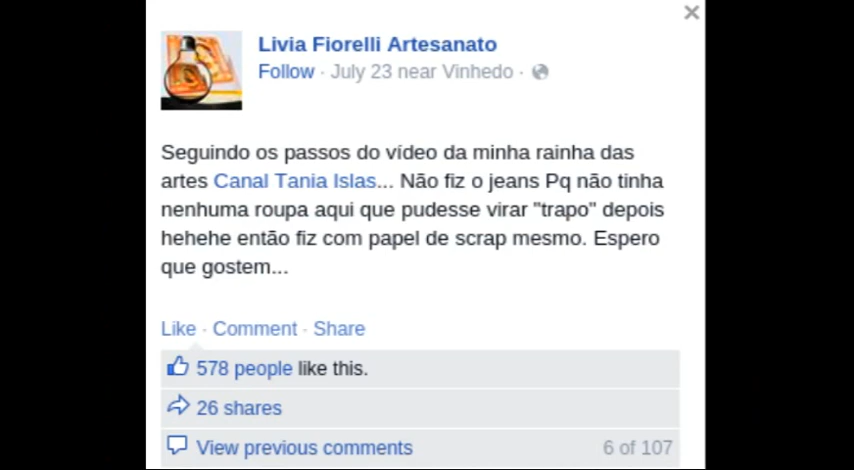 Livia Fiorelli Artesanato
Follow · July 23 near Vinhedo ·
Seguindo os passos do vídeo da minha rainha das
artes Canal Tania Islas... Não fiz o jeans Pq não tinha
nenhuma roupa aqui que pudesse virar "trapo" depois
hehehe então fiz com papel de scrap mesmo. Espero
que gostem...
Like · Comment · Share
578 people like this.
26 shares
View previous comments 6 of 107